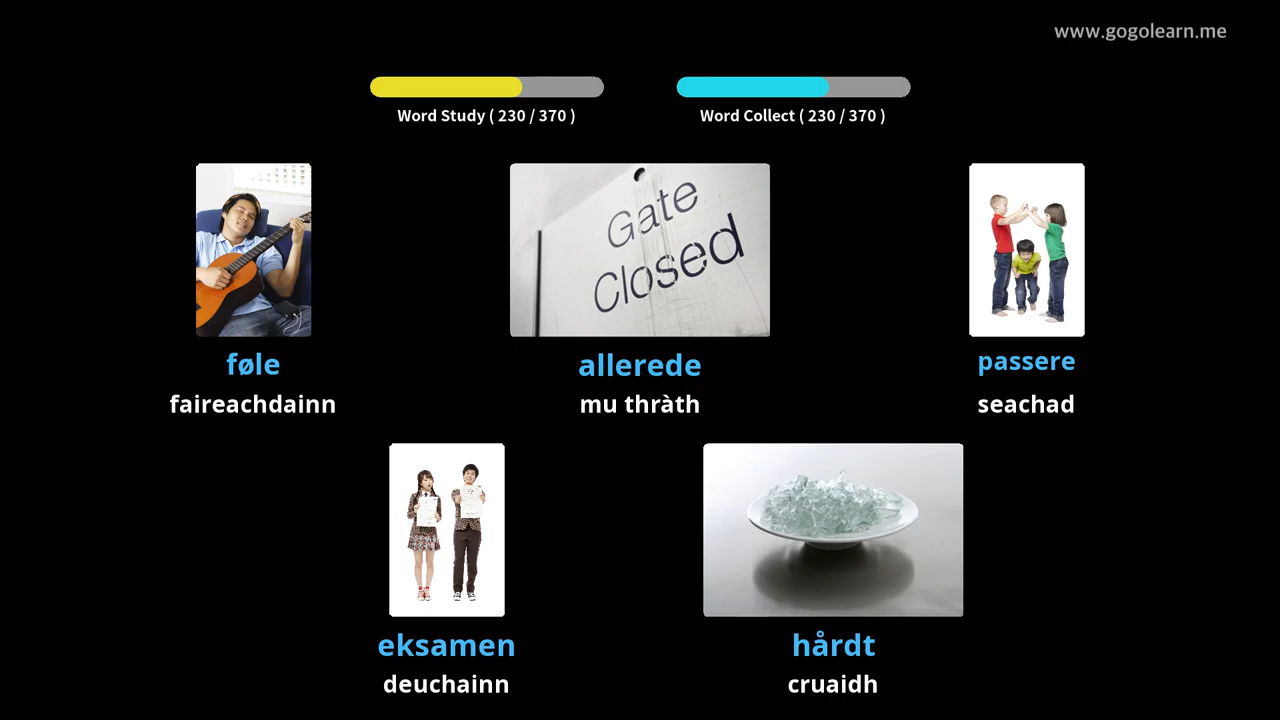 www.gogolearn.me
Word Study ( 230 / 370 )
Word Collect ( 230 / 370 )
Gate
Closed
føle
allerede
passere
faireachdainn
mu thràth
seachad
eksamen
hårdt
deuchainn
cruaidh